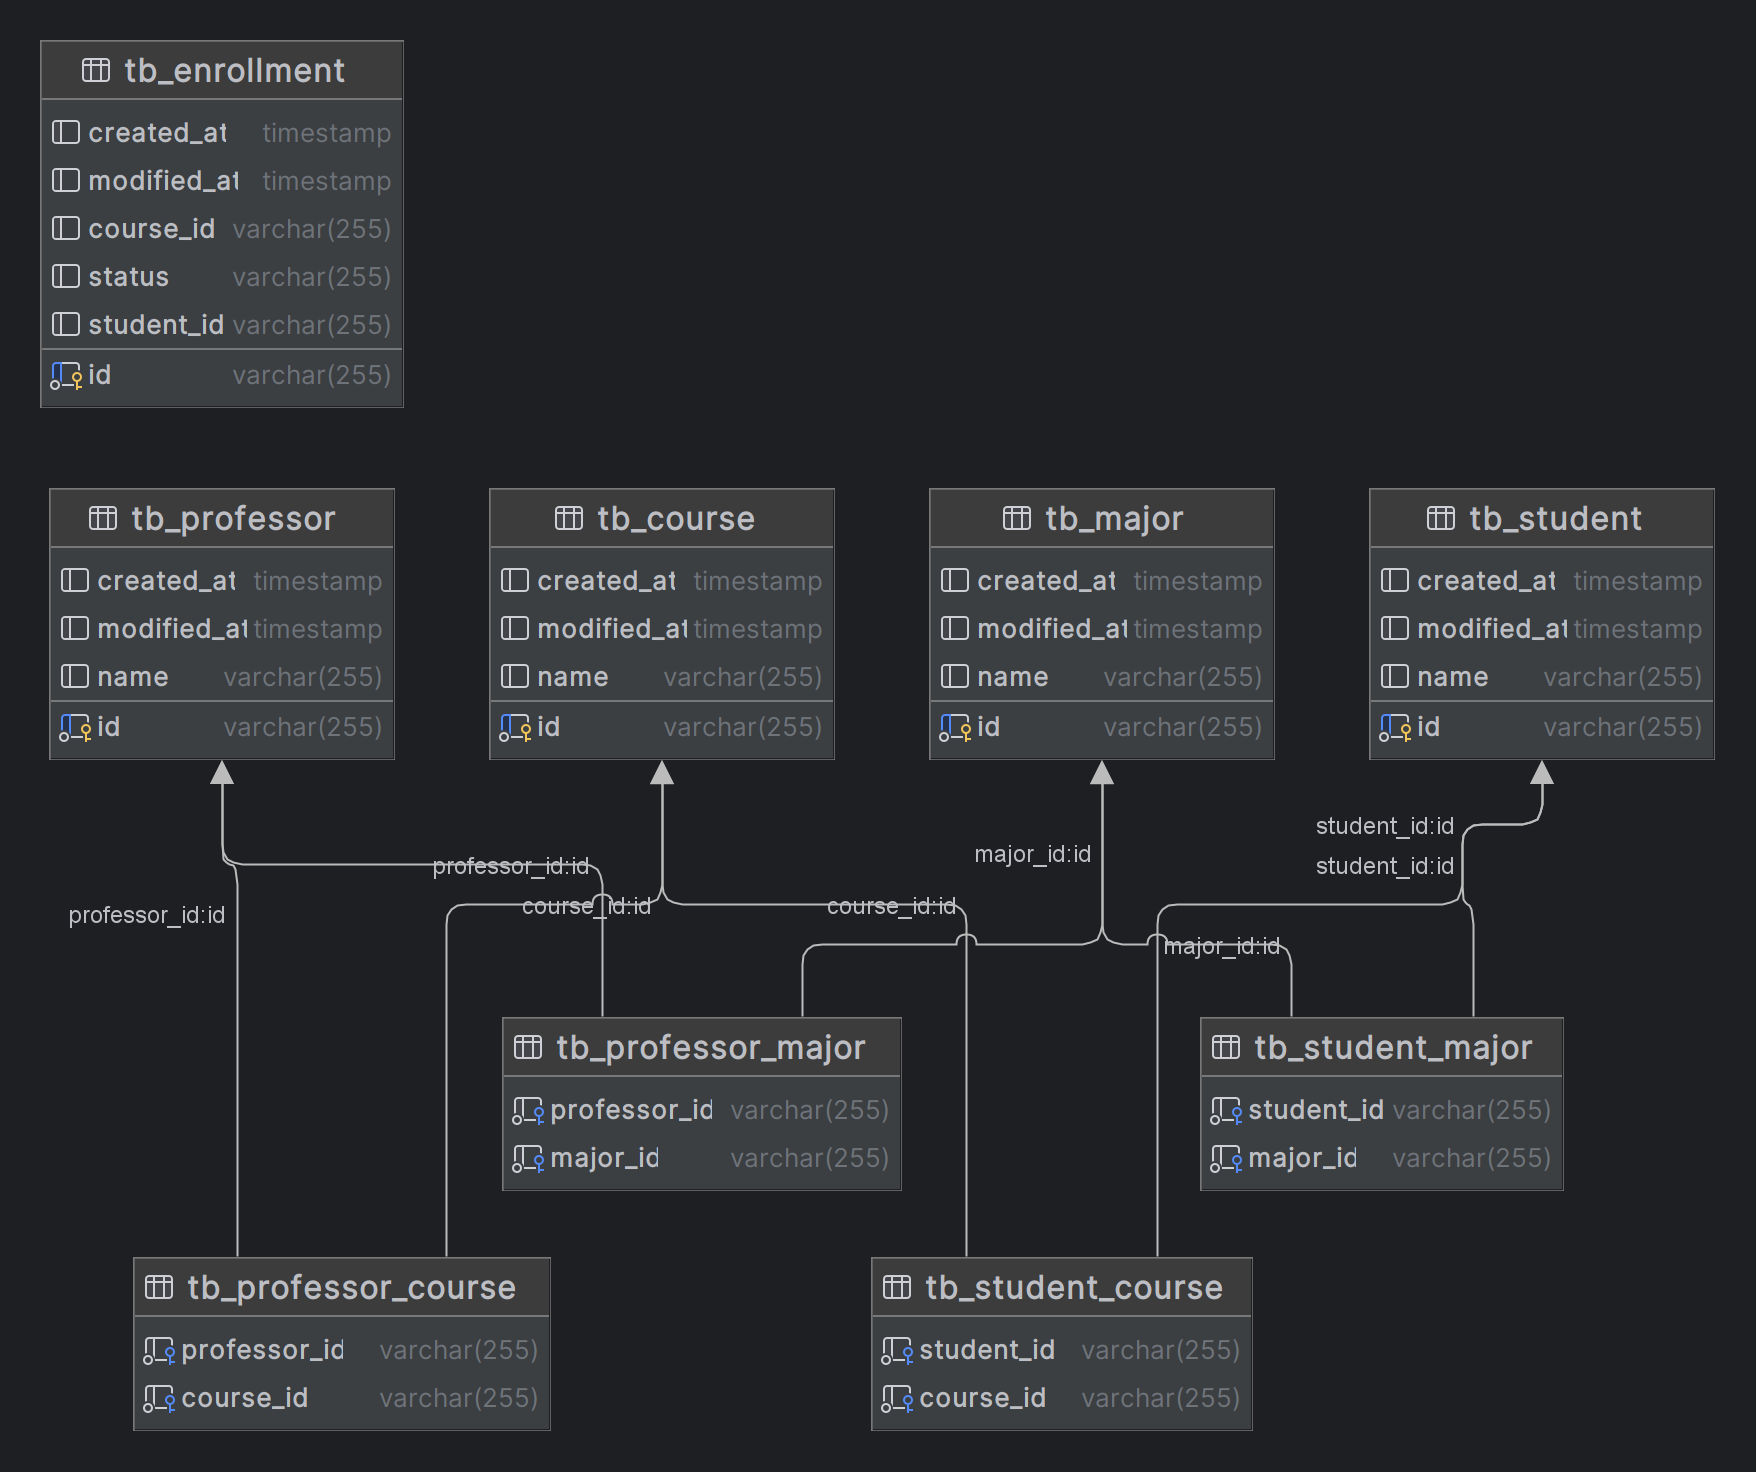 tb_enrollment
created_at timestamp
modified_at timestamp
course_id varchar(255)
status varchar(255)
student_id varchar(255)
id varchar(255)
tb_professor
created_at timestamp
modified_at timestamp
name varchar(255)
id varchar(255)
tb_course
created_at timestamp
modified_at timestamp
name varchar(255)
id varchar(255)
tb_major
created_at timestamp
modified_at timestamp
name varchar(255)
id varchar(255)
tb_student
created_at timestamp
modified_at timestamp
name varchar(255)
id varchar(255)
student_id:id
major_id:id
professor_id:id
student_id:id
professor_id:id
course_id:id
course_id:id
major_id:id
tb_professor_major
professor_id varchar(255)
major_id varchar(255)
tb_student_major
student_id varchar(255)
major_id varchar(255)
tb_professor_course
professor_id varchar(255)
course_id varchar(255)
tb_student_course
student_id varchar(255)
course_id varchar(255)